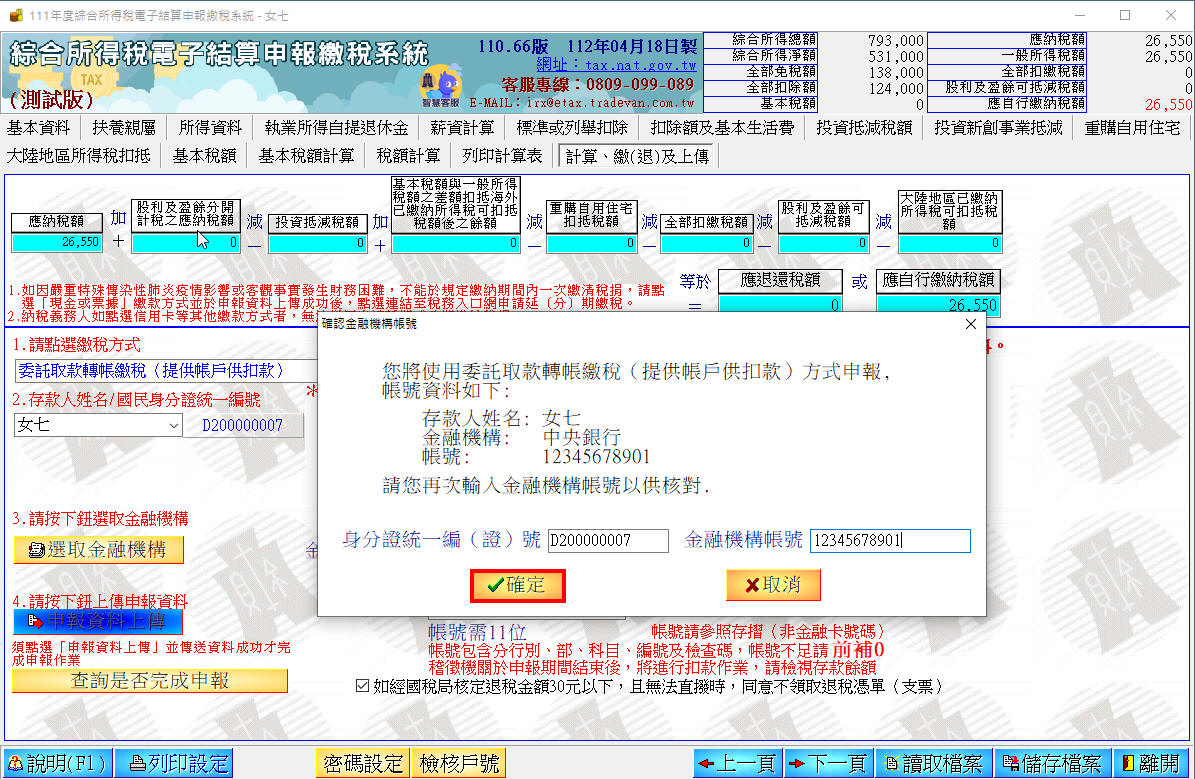 111年度綜合所得稅電子結算申報繳稅系統 - 女七
綜合所得稅電子結算申報繳稅系統
TAX
(測試版)
110.66版 112年04月18日製
網址：tax.nat.gov.tw
客服專線：0809-099-089
E-MAIL：irx@etax.tradevan.com.tw
智慧客服
綜合所得總額 793,000 應納稅額 26,550
綜合所得淨額 531,000 一般所得稅額 26,550
全部免稅額 138,000 全部扣繳稅額 0
全部扣除額 124,000 股利及盈餘可抵減稅額 0
基本稅額 0 應自行繳納稅額 26,550
基本資料 扶養親屬 所得資料 執業所得自提退休金 薪資計算 標準或列舉扣除 扣除額及基本生活費 投資抵減稅額 投資新創事業抵減 重購自用住宅
大陸地區所得稅扣抵 基本稅額 基本稅額計算 稅額計算 列印計算表 計算、繳(退)及上傳
應納稅額
26,550
加
＋
股利及盈餘分開
計稅之應納稅額
0
減
－
投資抵減稅額
0
加
＋
基本稅額與一般所得
稅額之差額扣抵海外
已繳納所得稅可扣抵
稅額後之餘額
0
減
－
重購自用住宅
扣抵稅額
0
減
－
全部扣繳稅額
0
減
－
股利及盈餘可
抵減稅額
0
減
－
大陸地區已繳納
所得稅可扣抵稅
額
0
等於
＝
應退還稅額
0
或
應自行繳納稅額
26,550
1.如因嚴重特殊傳染性肺炎疫情影響或客觀事實發生財務困難，不能於規定繳納期間內一次繳清稅捐，請點
選「現金或票據」繳款方式並於申報資料上傳成功後，點選連結至稅務入口網申請延（分）期繳稅。
2.納稅義務人如點選信用卡等其他繳款方式者，無
1.請點選繳稅方式
委託取款轉帳繳稅（提供帳戶供扣款）
2.存款人姓名/國民身分證統一編號
女七 D200000007
3.請按下鈕選取金融機構
選取金融機構
4.請按下鈕上傳申報資料
申報資料上傳
須點選「申報資料上傳」並傳送資料成功才完
成申報作業
查詢是否完成申報
確認金融機構帳號
您將使用委託取款轉帳繳稅（提供帳戶供扣款）方式申報,
帳號資料如下:
存款人姓名: 女七
金融機構: 中央銀行
帳號: 12345678901
請您再次輸入金融機構帳號以供核對.
身分證統一編（證）號 D200000007 金融機構帳號 12345678901
確定 取消
帳號需11位 帳號請參照存摺（非金融卡號碼）
帳號包含分行別、部、科目、編號及檢查碼，帳號不足請 前補0
稽徵機關於申報期間結束後，將進行扣款作業，請檢視存款餘額
如經國稅局核定退稅金額30元以下，且無法直撥時，同意不領取退稅憑單（支票）
說明(F1) 列印設定 密碼設定 檢核戶號 上一頁 下一頁 讀取檔案 儲存檔案 離開